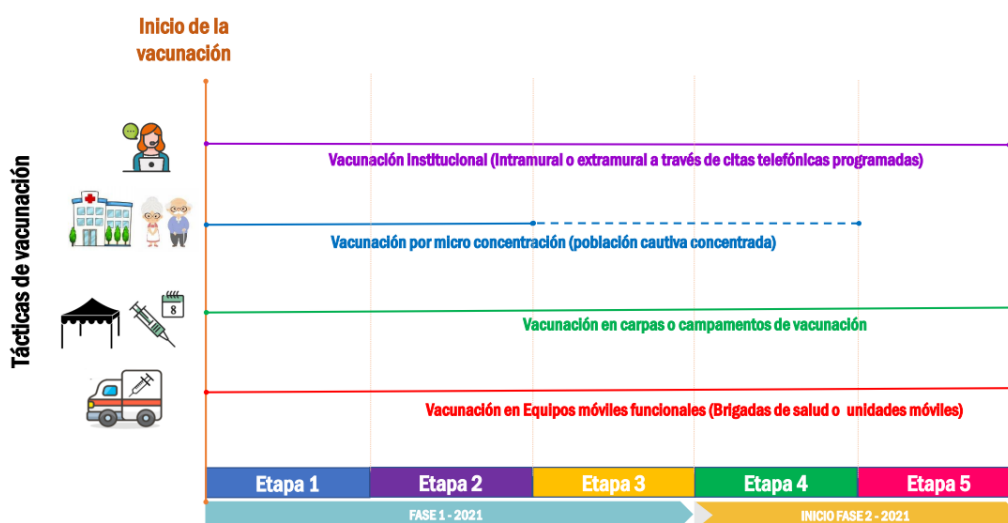 Inicio de la
vacunación
Tácticas de vacunación
Vacunación institucional (Intramural o extramural a través de citas telefónicas programadas)
Vacunación por micro concentración (población cautiva concentrada)
8
Vacunación en carpas o campamentos de vacunación
Vacunación en Equipos móviles funcionales (Brigadas de salud o unidades móviles)
Etapa 1
Etapa 2
Etapa 3
Etapa 4
Etapa 5
FASE 1 - 2021
INICIO FASE 2 - 2021